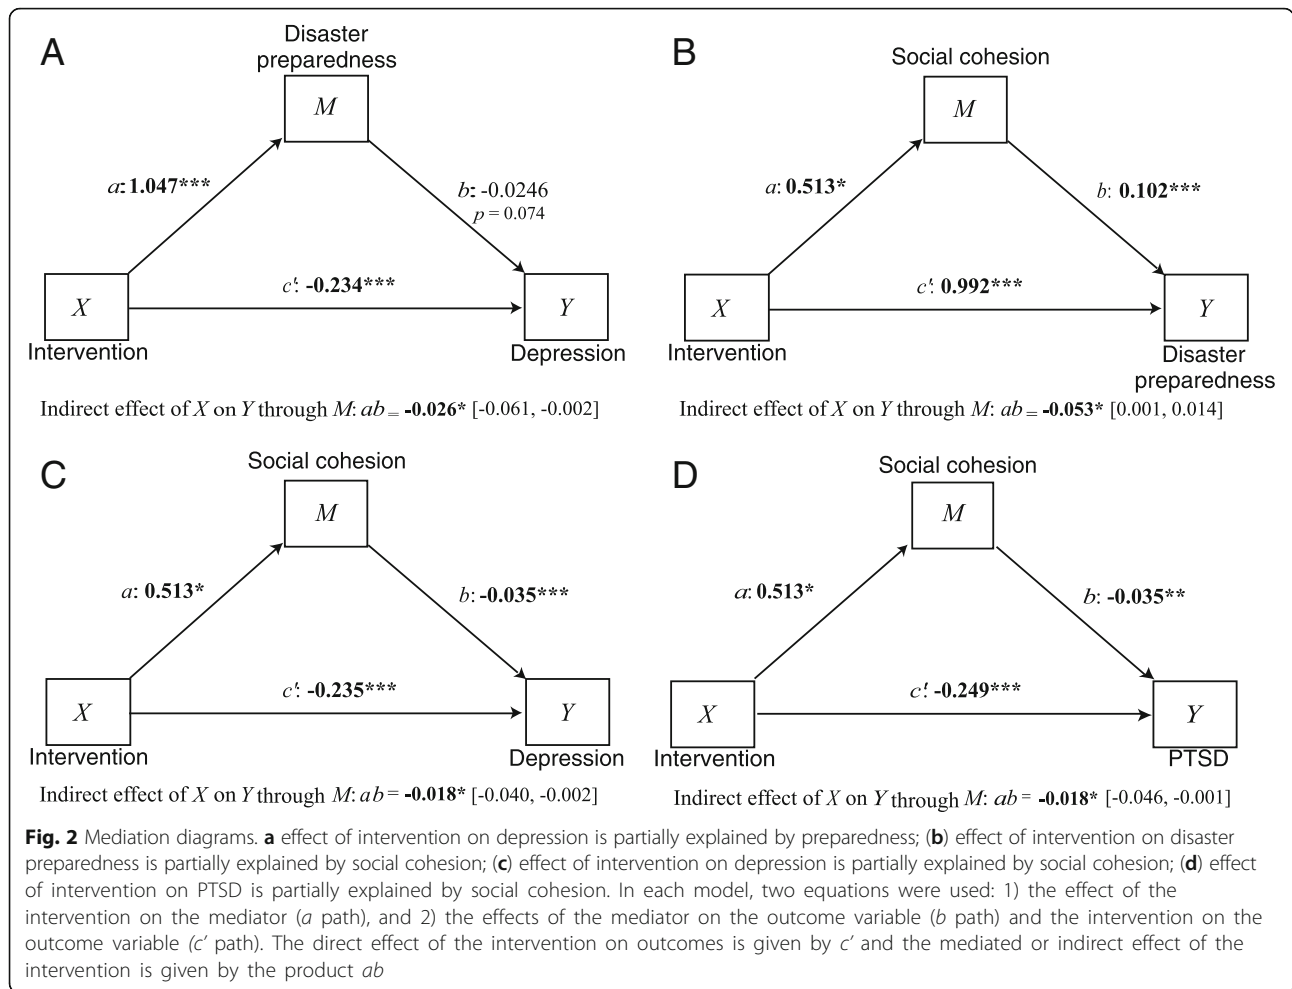 A
Disaster
preparedness
M
a: 1.047***
b: -0.0246
p = 0.074
c': -0.234***
X
Y
Intervention
Depression
Indirect effect of X on Y through M: ab = -0.026* [-0.061, -0.002]
B
Social cohesion
M
a: 0.513*
b: 0.102***
c': 0.992***
X
Y
Intervention
Disaster
preparedness
Indirect effect of X on Y through M: ab = -0.053* [0.001, 0.014]
C
Social cohesion
M
a: 0.513*
b: -0.035***
c': -0.235***
X
Y
Intervention
Depression
Indirect effect of X on Y through M: ab = -0.018* [-0.040, -0.002]
D
Social cohesion
M
a: 0.513*
b: -0.035**
c': -0.249***
X
Y
Intervention
PTSD
Indirect effect of X on Y through M: ab = -0.018* [-0.046, -0.001]
Fig. 2 Mediation diagrams. a effect of intervention on depression is partially explained by preparedness; (b) effect of intervention on disaster
preparedness is partially explained by social cohesion; (c) effect of intervention on depression is partially explained by social cohesion; (d) effect
of intervention on PTSD is partially explained by social cohesion. In each model, two equations were used: 1) the effect of the
intervention on the mediator (a path), and 2) the effects of the mediator on the outcome variable (b path) and the intervention on the
outcome variable (c' path). The direct effect of the intervention on outcomes is given by c' and the mediated or indirect effect of the
intervention is given by the product ab